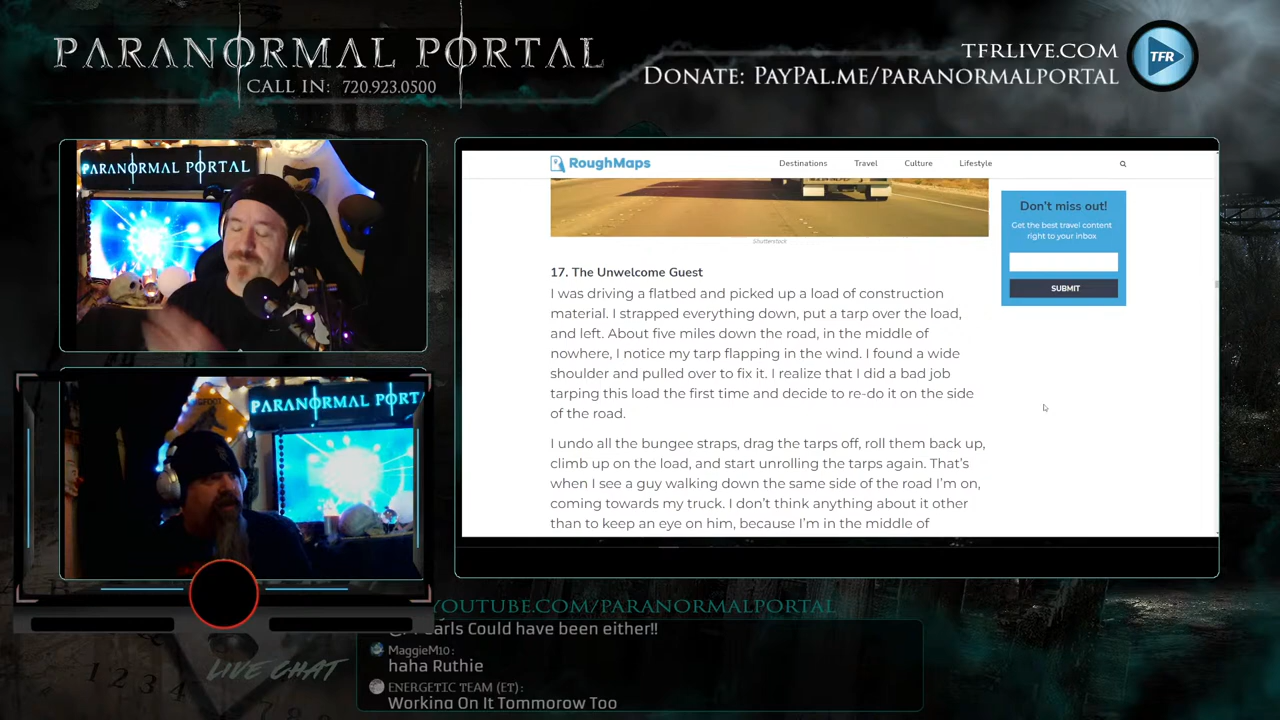 PARANORMAL PORTAL
CALL IN: 720.923.0500
TFRLIVE.COM
DONATE: PAYPAL.ME/PARANORMALPORTAL
TFR
PARANORMAL PORTAL
PARANORMAL PORT
RoughMaps
Destinations
Travel
Culture
Lifestyle
Shutterstock
Don't miss out!
Get the best travel content
right to your inbox
SUBMIT
17. The Unwelcome Guest
I was driving a flatbed and picked up a load of construction
material. I strapped everything down, put a tarp over the load,
and left. About five miles down the road, in the middle of
nowhere, I notice my tarp flapping in the wind. I found a wide
shoulder and pulled over to fix it. I realize that I did a bad job
tarping this load the first time and decide to re-do it on the side
of the road.
I undo all the bungee straps, drag the tarps off, roll them back up,
climb up on the load, and start unrolling the tarps again. That's
when I see a guy walking down the same side of the road I'm on,
coming towards my truck. I don't think anything about it other
than to keep an eye on him, because I'm in the middle of
YOUTUBE.COM/PARANORMALPORTAL
Could have been either!!
MaggieM10:
haha Ruthie
ENERGETIC TEAM (ET):
Working On It Tommorow Too
LIVE CHAT
1 2 3 4